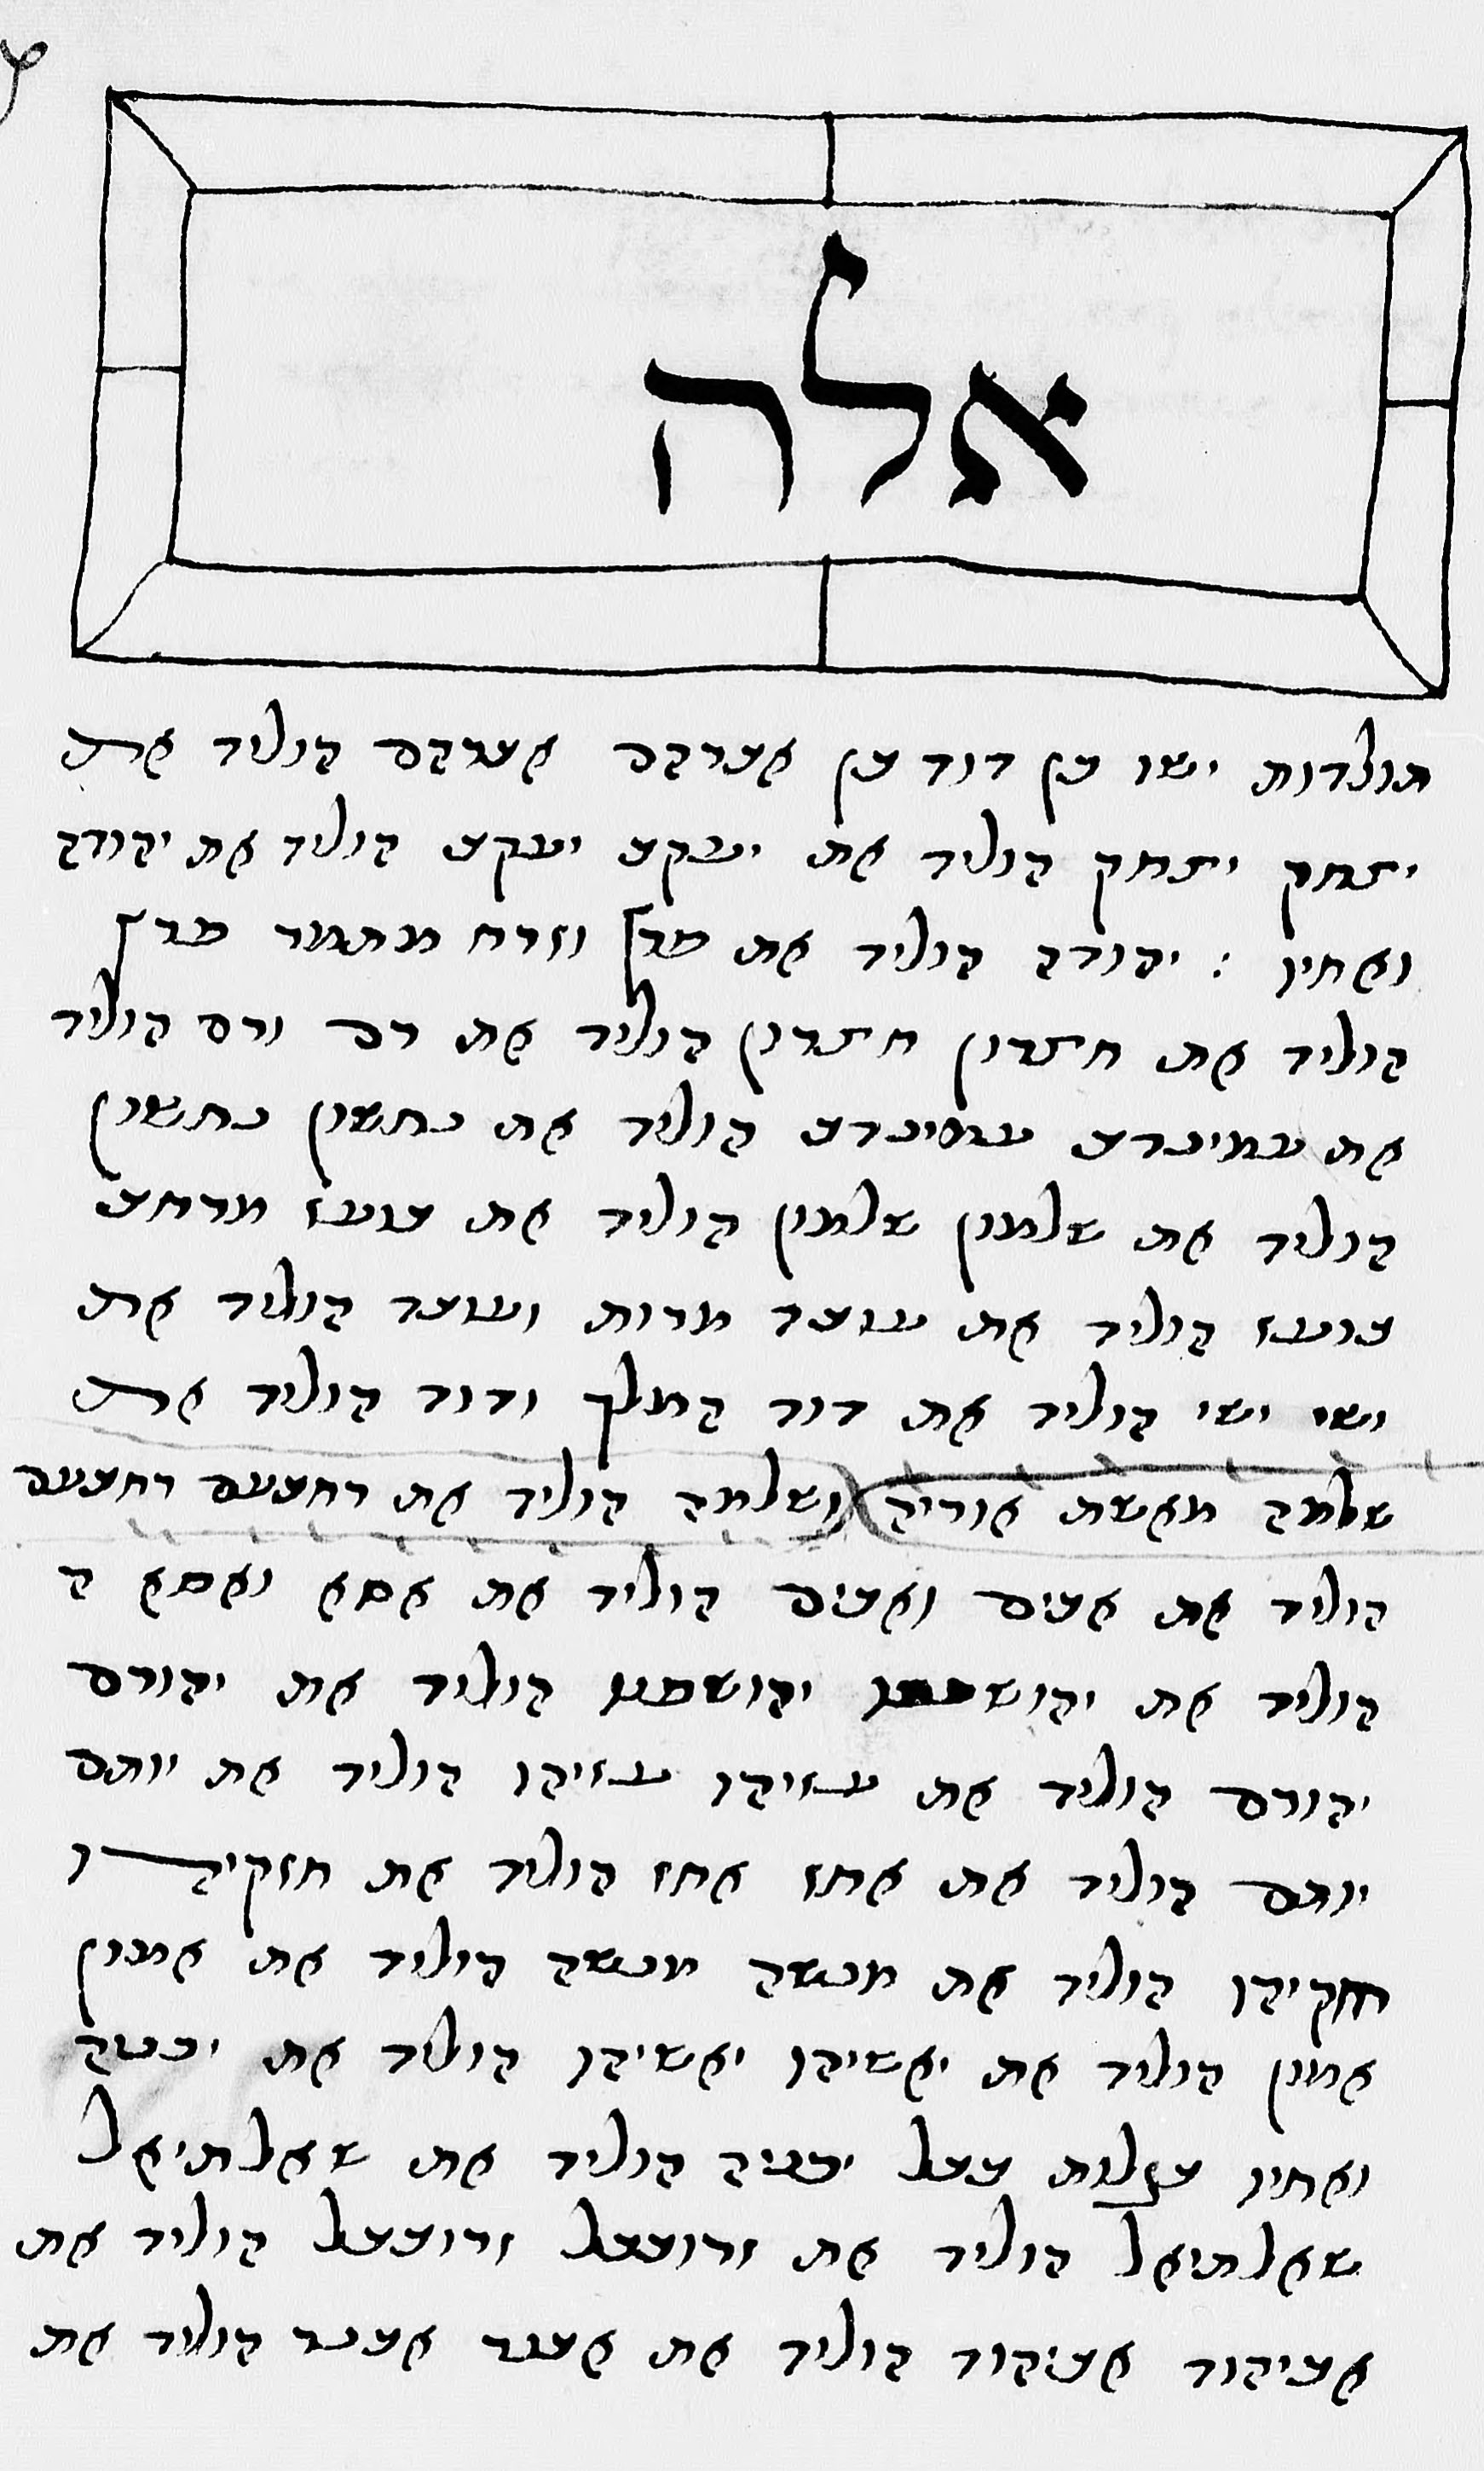 אלה
תולדות ישו בן דוד בן אברהם אברהם הוליד את
יצחק יצחק הוליד את יעקב יעקב הוליד את יהודה
ואחיו : יהודה הוליד את פרץ וזרח מתמר פרץ
הוליד את חצרון חצרון הוליד את רם ורם הוליד
את עמינדב עמינדב הוליד את נחשון נחשון
הוליד את שלמון שלמון הוליד את בועז מרחב
בועז הוליד את עובד מרות ועובד הוליד את
ישי ישי הוליד את דוד המלך ודוד הוליד את
שלמה מאשת אוריה ושלמה הוליד את רחבעם רחבעם
הוליד את אבים ואבים הוליד את אסא ואסא ה
הוליד את יהושפט יהושפט הוליד את יהורם
יהורם הוליד את עזיהו עזיהו הוליד את יותם
יותם הוליד את אחז אחז הוליד את חזקיהו
חזקיהו הוליד את מנשה מנשה הוליד את אמון
אמון הוליד את יאשיהו יאשיהו הוליד את יכניה
ואחיו בגלות בבל יכניה הוליד את שאלתיאל
שאלתיאל הוליד את זרובבל זרובבל הוליד את
אביהוד אביהוד הוליד את אבנר אבנר הוליד את